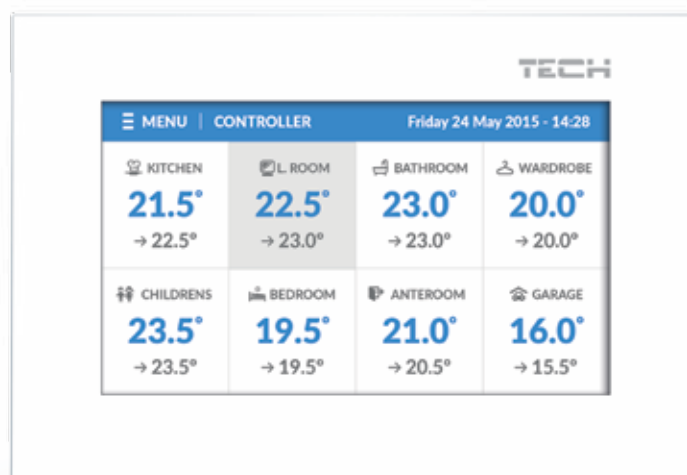 TECH
MENU | CONTROLLER Friday 24 May 2015 - 14:28
KITCHEN L. ROOM BATHROOM WARDROBE
21.5° 22.5° 23.0° 20.0°
→ 22.5° → 23.0° → 23.0° → 20.0°
CHILDRENS BEDROOM ANTEROOM GARAGE
23.5° 19.5° 21.0° 16.0°
→ 23.5° → 19.5° → 20.5° → 15.5°